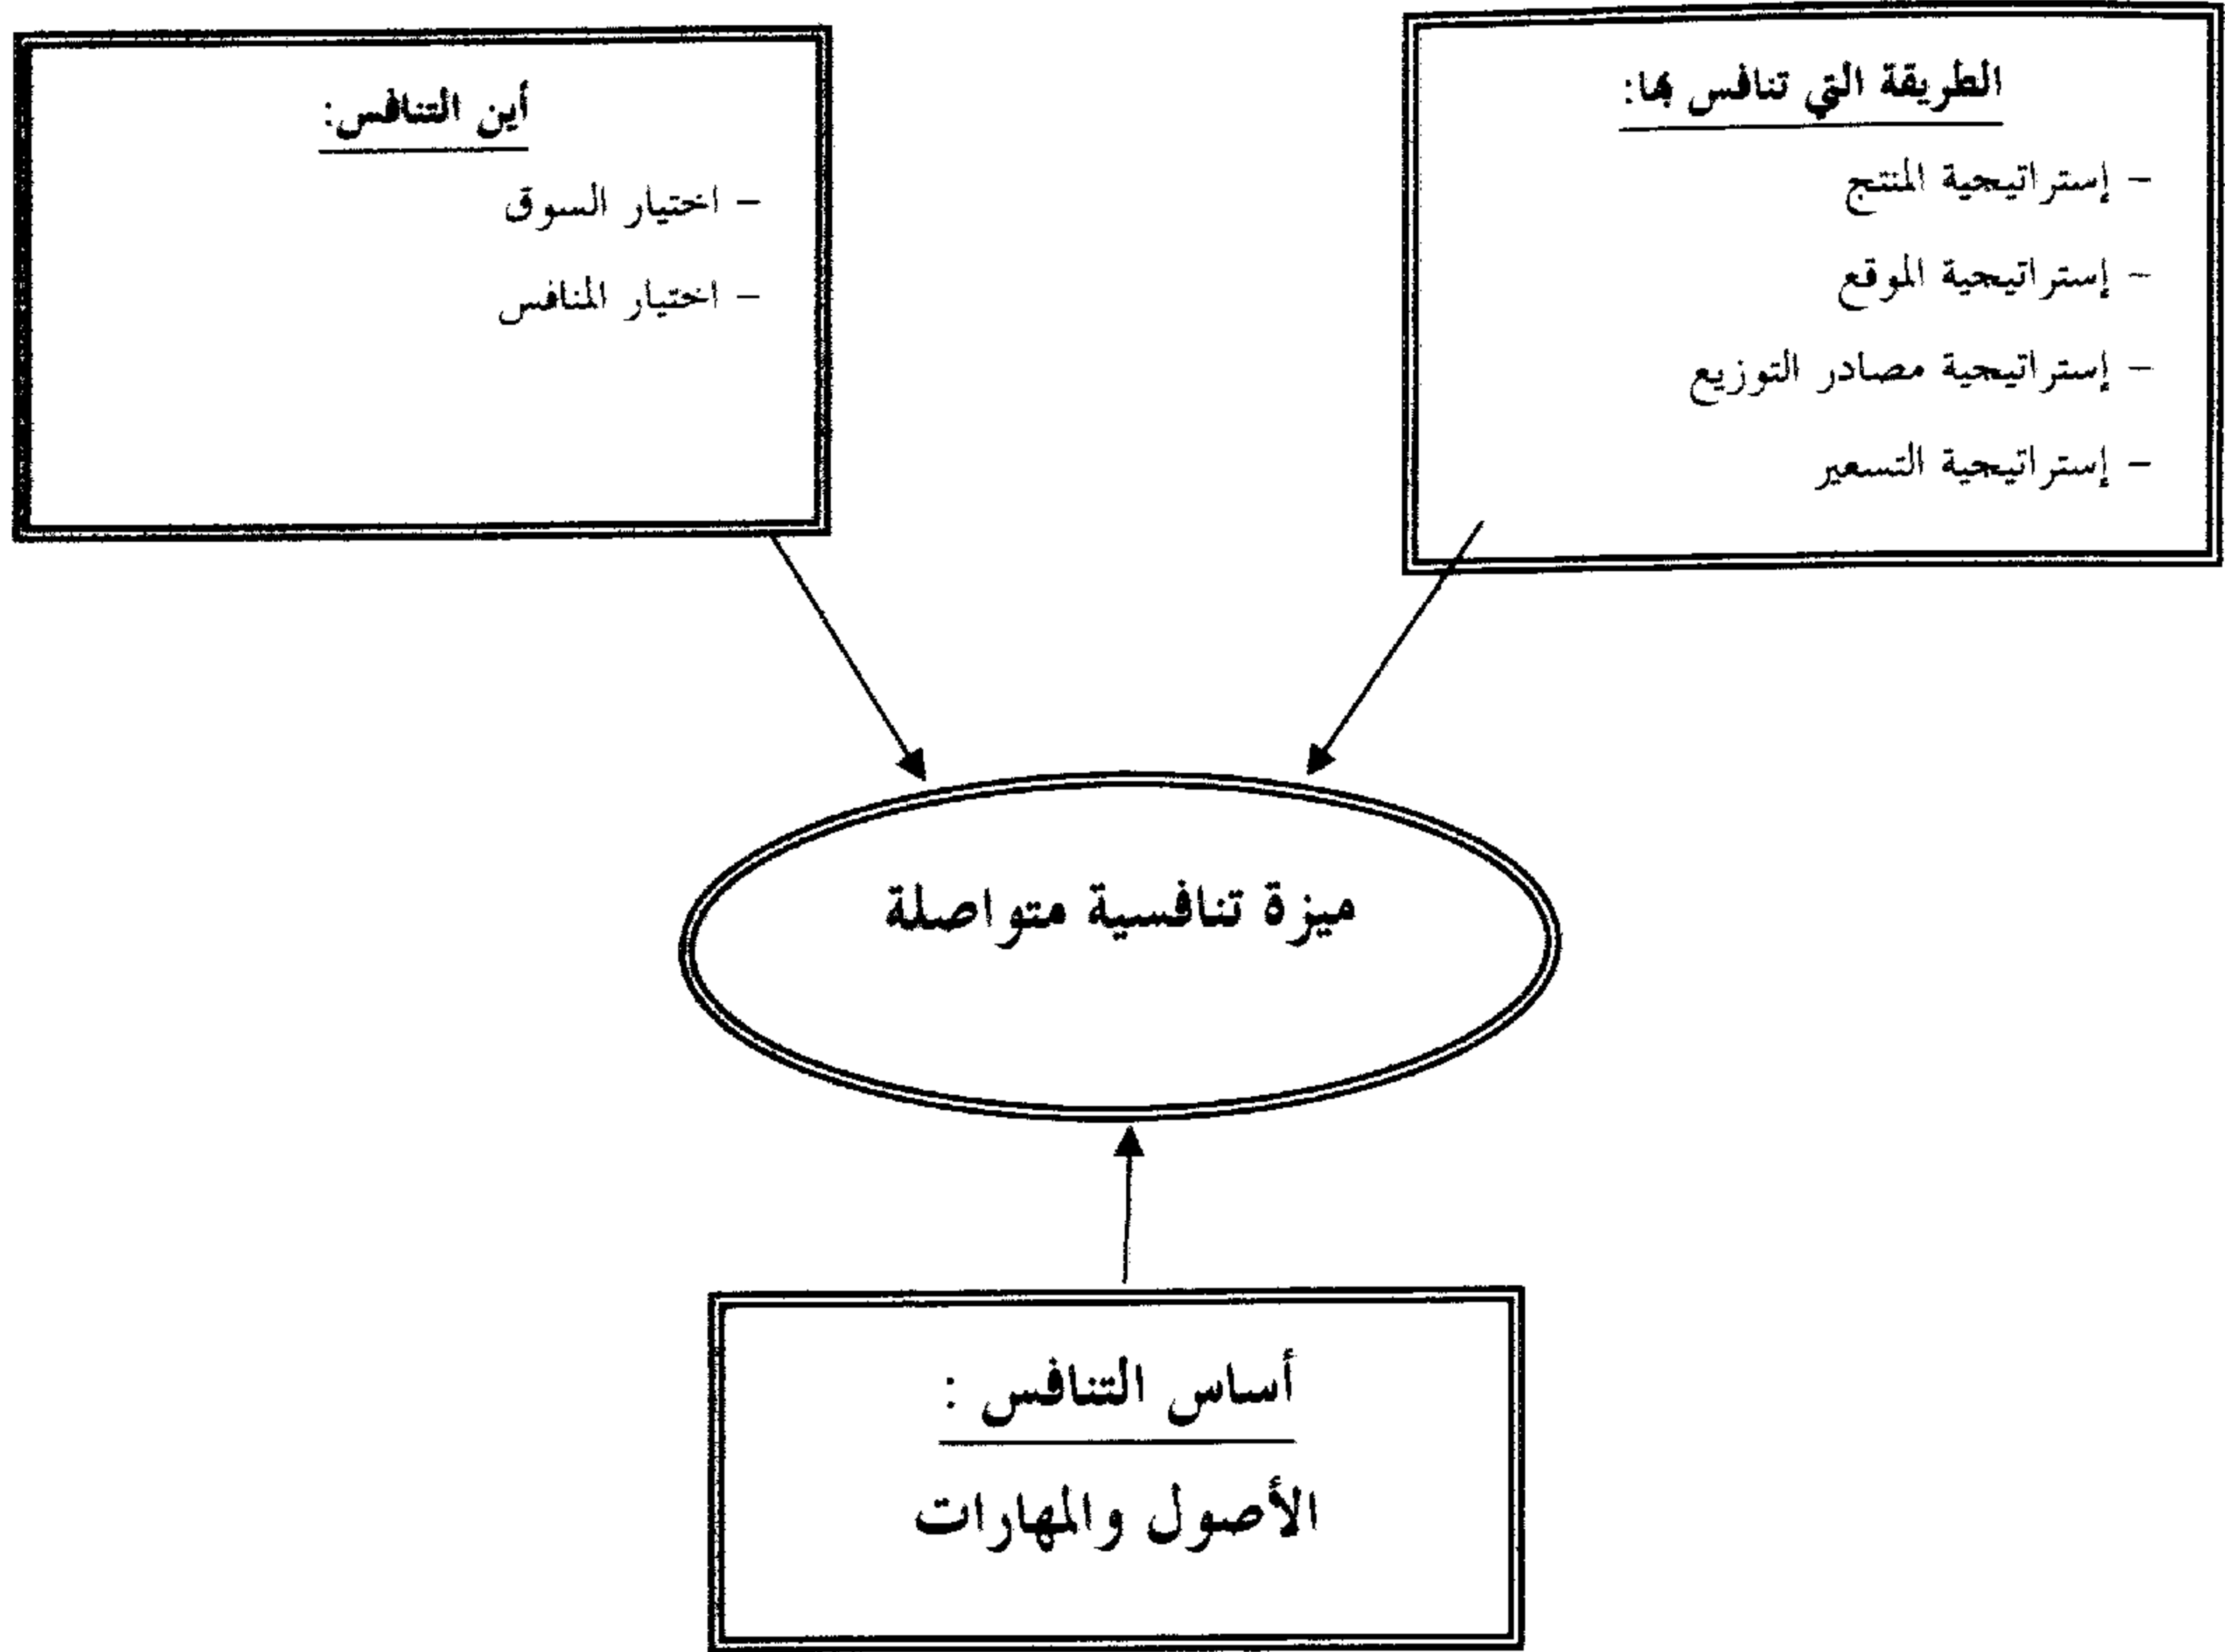 الطريقة التي تنافس بها:
- إستراتيجية المنتج
- إستراتيجية الموقع
- إستراتيجية مصادر التوزيع
- إستراتيجية التسعير
أين التنافس:
- اختيار السوق
- اختيار المنافس
ميزة تنافسية متواصلة
أساس التنافس :
الأصول والمهارات